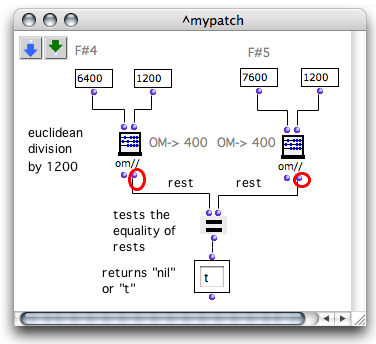 ^mypatch
F#4
F#5
6400
1200
7600
1200
euclidean
division
by 1200
OM-> 400
OM-> 400
om//
om//
rest
rest
tests the
equality of
rests
returns "nil"
or "t"
t